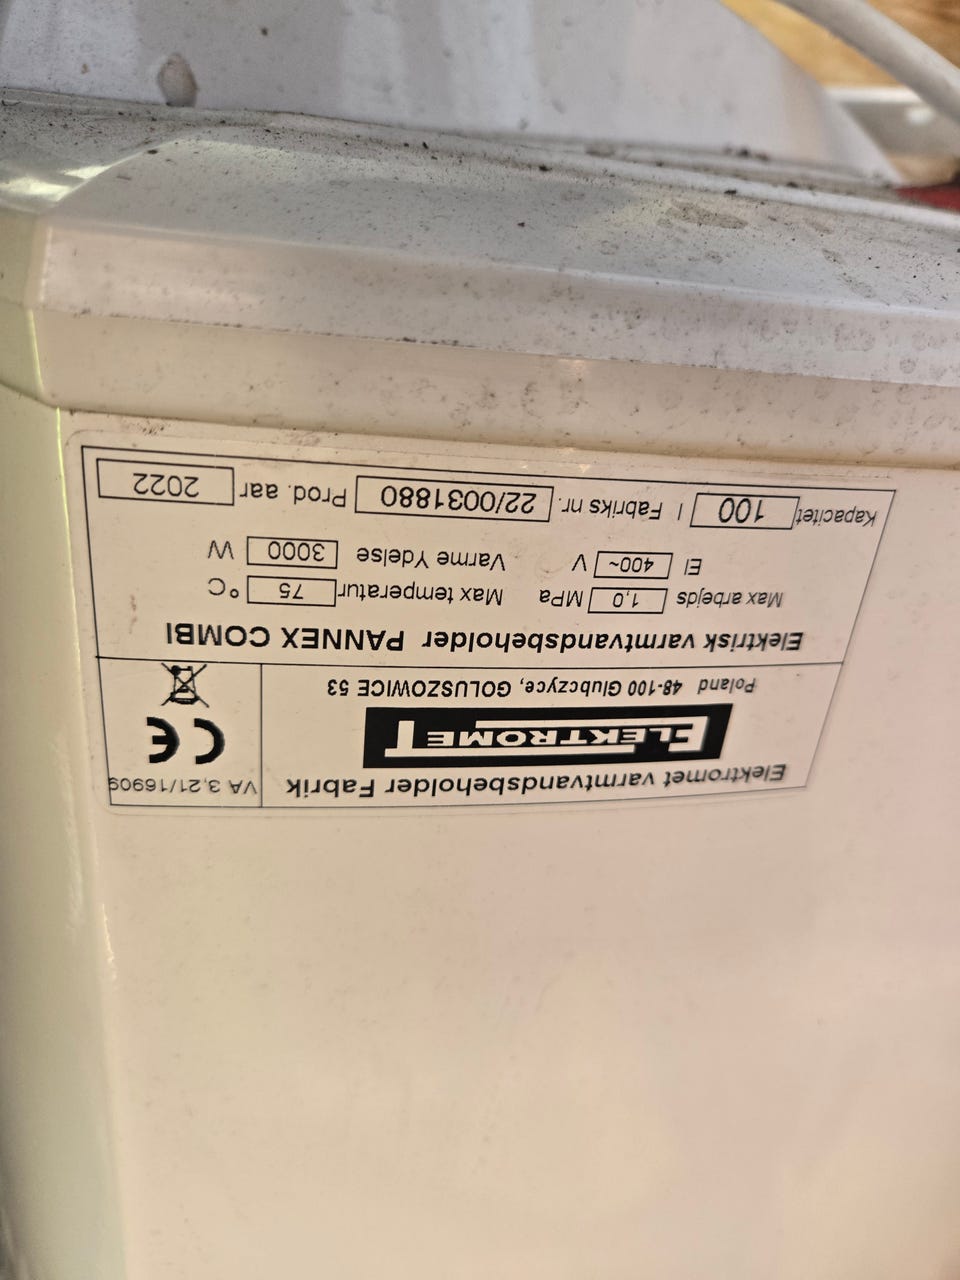 Elektromet varmtvandsbeholder Fabrik
VA 3,21/16909
ELEKTROMET
CE
Poland 48-100 Glubczyce, GOLUSZOWICE 53
Elektrisk varmtvandsbeholder PANNEX COMBI
Max arbejds 1,0 MPa Max temperatur 75 °C
El 400~ V Varme Ydelse 3000 W
Kapacitet 100 l Fabriks nr. 22/0031880 Prod. aar 2022